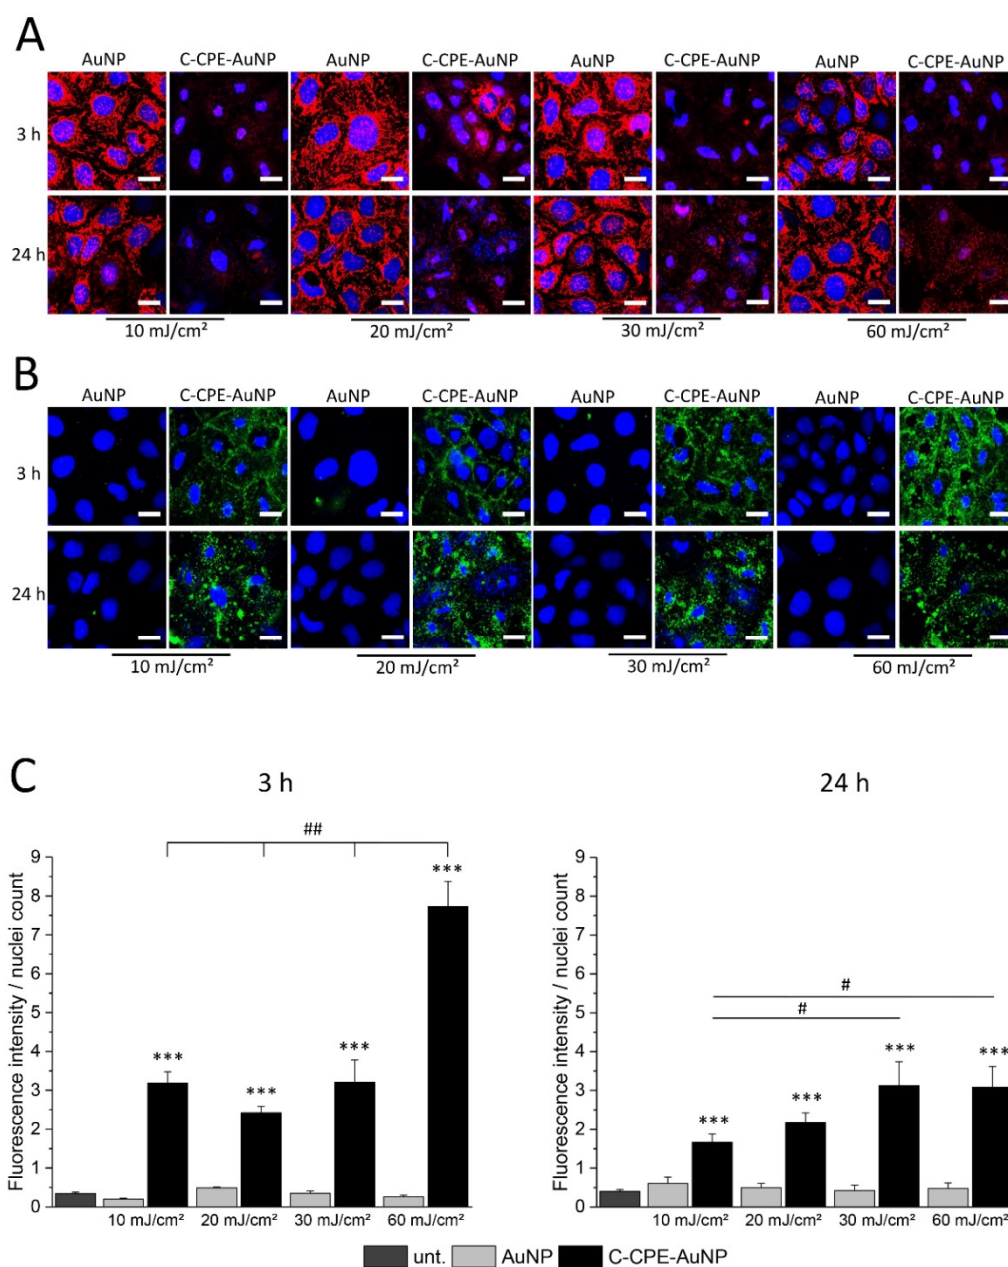 A
AuNP C-CPE-AuNP AuNP C-CPE-AuNP AuNP C-CPE-AuNP AuNP C-CPE-AuNP
3 h
24 h
10 mJ/cm² 20 mJ/cm² 30 mJ/cm² 60 mJ/cm²
B
AuNP C-CPE-AuNP AuNP C-CPE-AuNP AuNP C-CPE-AuNP AuNP C-CPE-AuNP
3 h
24 h
10 mJ/cm² 20 mJ/cm² 30 mJ/cm² 60 mJ/cm²
C
3 h
##
Fluorescence intensity / nuclei count
9
8
7
6
5
4
3
2
1
0
*** *** *** ***
10 mJ/cm² 20 mJ/cm² 30 mJ/cm² 60 mJ/cm²
24 h
Fluorescence intensity / nuclei count
9
8
7
6
5
4
3
2
1
0
#
#
*** *** *** ***
10 mJ/cm² 20 mJ/cm² 30 mJ/cm² 60 mJ/cm²
unt. AuNP C-CPE-AuNP